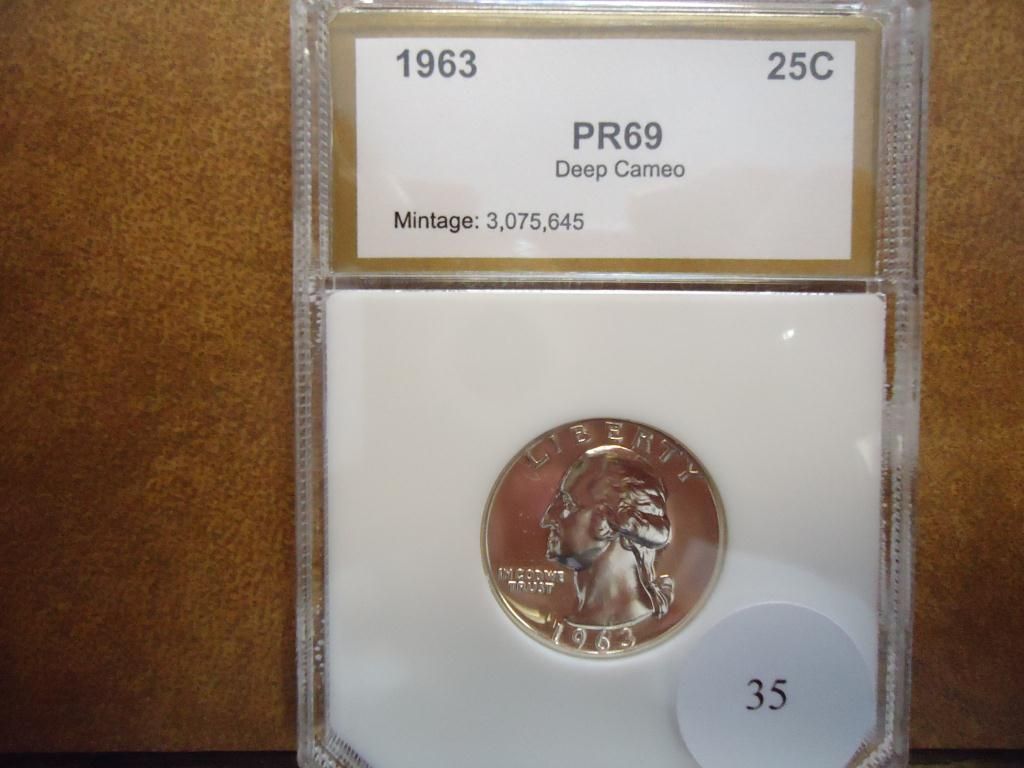 1963 25C
PR69
Deep Cameo
Mintage: 3,075,645
LIBERTY
IN GOD WE
TRUST
1963
35